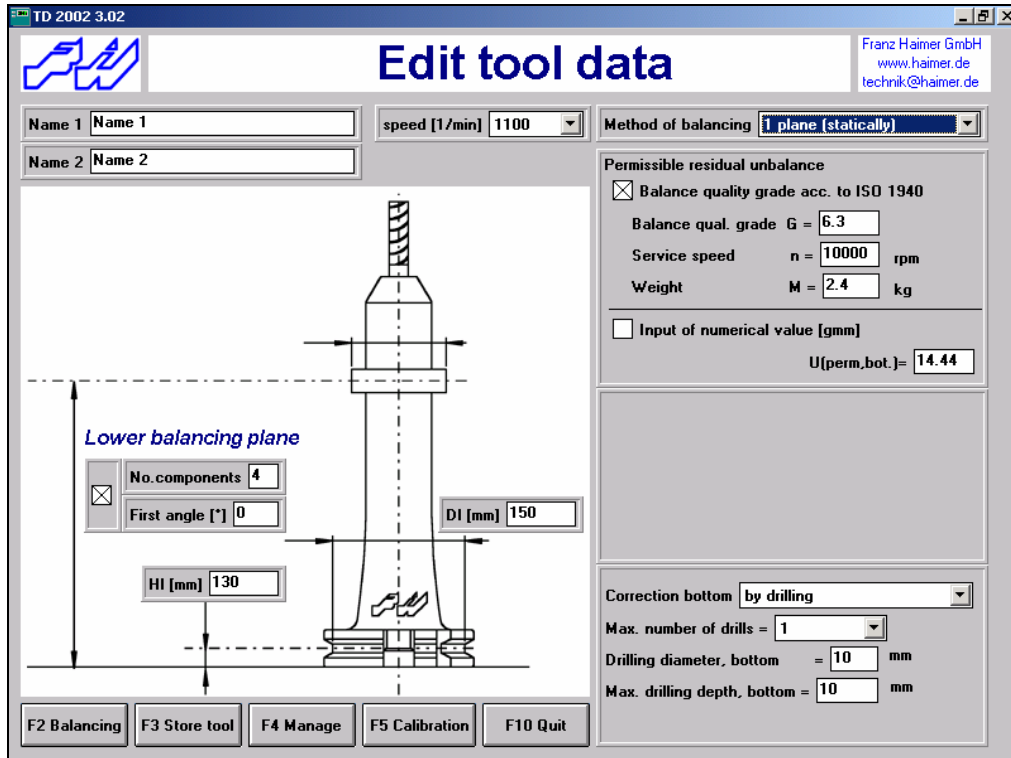 TD 2002 3.02
Edit tool data
Franz Haimer GmbH
www.haimer.de
technik@haimer.de
Name 1 Name 1
speed [1/min] 1100
Method of balancing 1 plane (statically)
Name 2 Name 2
Permissible residual unbalance
Balance quality grade acc. to ISO 1940
Balance qual. grade G = 6.3
Service speed n = 10000 rpm
Weight M = 2.4 kg
Input of numerical value [gmm]
U(perm,bot.)= 14.44
Lower balancing plane
No.components 4
First angle [°] 0
DI [mm] 150
HI [mm] 130
Correction bottom by drilling
Max. number of drills = 1
Drilling diameter, bottom = 10 mm
Max. drilling depth, bottom = 10 mm
F2 Balancing F3 Store tool F4 Manage F5 Calibration F10 Quit